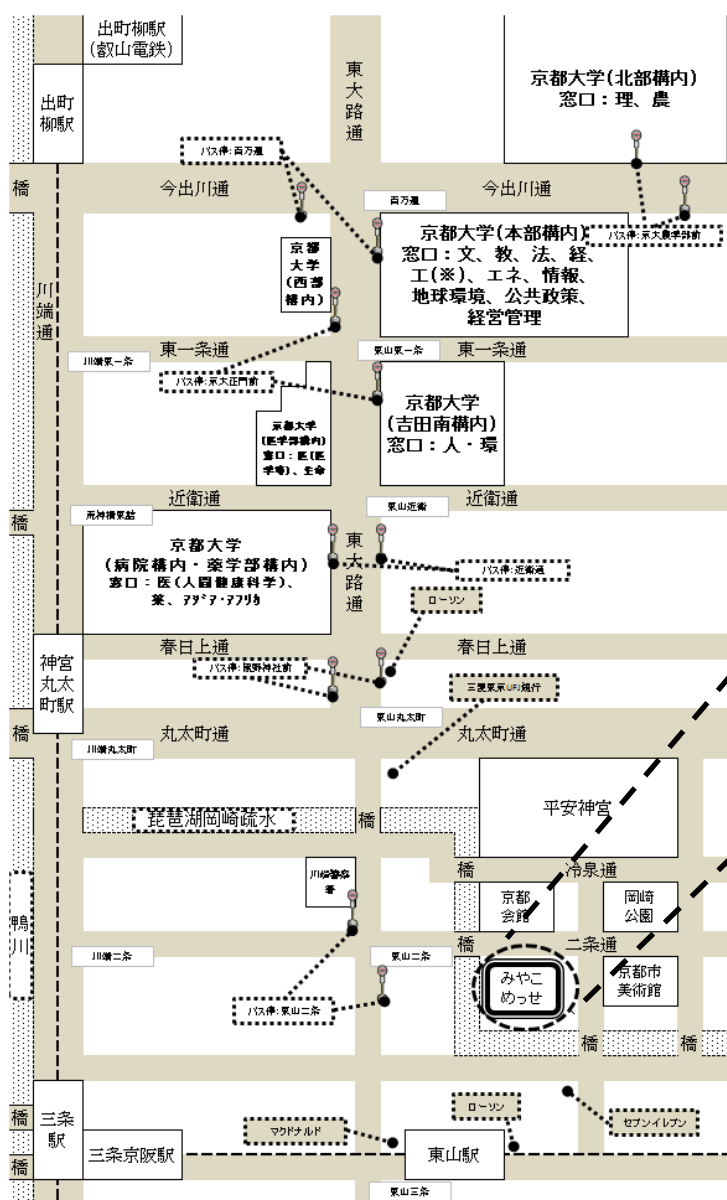 出町柳駅
(叡山電鉄)
出町
柳駅
東大路通
京都大学(北部構内)
窓口：理、農
バス停：百万遍
橋
今出川通
百万遍
今出川通
京都
大学
(西部
構内)
京都大学(本部構内)
窓口：文、教、法、経、
工(※)、エネ、情報、
地球環境、公共政策、
経営管理
バス停：京大農学部前
川端通
川端東一条
東一条通
東山東一条
東一条通
バス停：京大正門前
京都大学
(医学部構内)
窓口：医(医
学専)、生命
京都大学
(吉田南構内)
窓口：人・環
近衛通
近衛通
橋
荒神橋東詰
東山近衛
京都大学
(病院構内・薬学部構内)
窓口：医(人間健康科学)、
薬、ｱｼﾞｱ･ｱﾌﾘｶ
東大路通
バス停：近衛通
ローソン
春日上通
春日上通
神宮
丸太
町駅
バス停：熊野神社前
三菱東京UFJ銀行
橋
川端丸太町
丸太町通
東山丸太町
丸太町通
琵琶湖岡崎疏水
橋
平安神宮
橋
冷泉通
川端警察
署
京都
会館
岡崎
公園
鴨川
川端二条
東山二条
橋
二条通
みやこ
めっせ
京都市
美術館
バス停：東山二条
橋
橋
橋
三条
駅
マクドナルド
ローソン
セブンイレブン
橋
三条京阪駅
東山駅
東山三条